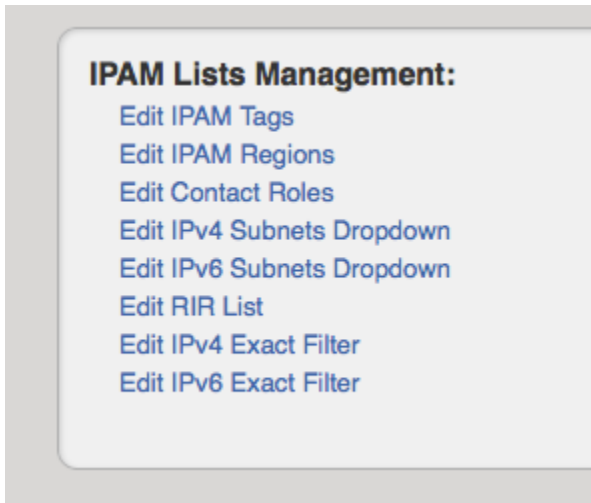 IPAM Lists Management:
Edit IPAM Tags
Edit IPAM Regions
Edit Contact Roles
Edit IPv4 Subnets Dropdown
Edit IPv6 Subnets Dropdown
Edit RIR List
Edit IPv4 Exact Filter
Edit IPv6 Exact Filter